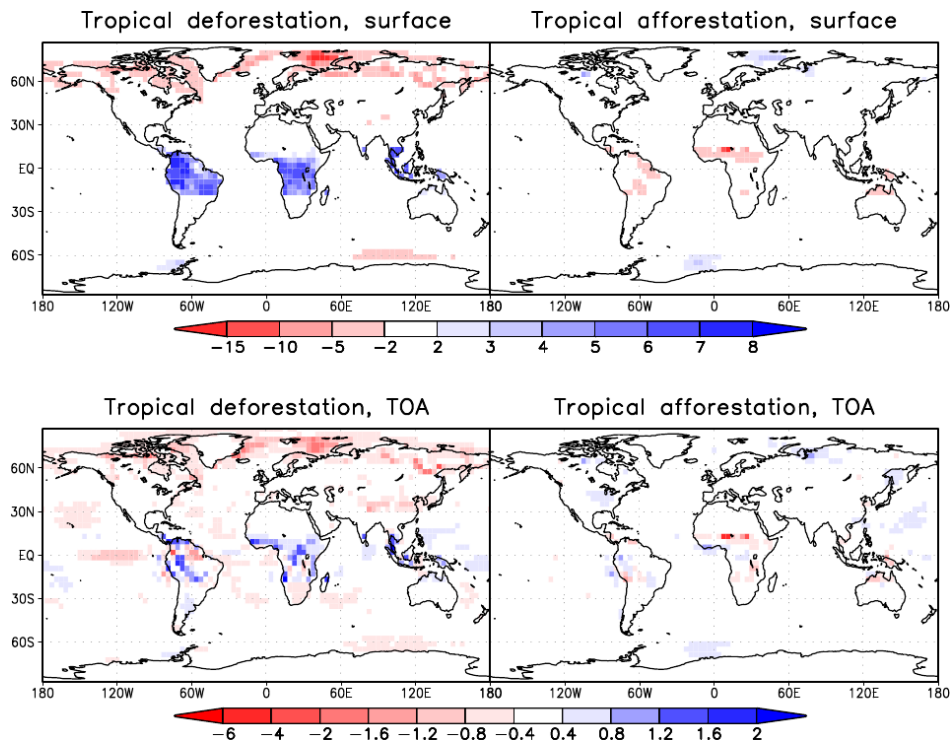 Tropical deforestation, surface Tropical afforestation, surface
60N
30N
EQ
30S
60S
180 120W 60W 0 60E 120E 180 120W 60W 0 60E 120E 180
−15 −10 −5 −2 2 3 4 5 6 7 8
Tropical deforestation, TOA Tropical afforestation, TOA
60N
30N
EQ
30S
60S
180 120W 60W 0 60E 120E 180 120W 60W 0 60E 120E 180
−6 −4 −2 −1.6 −1.2 −0.8 −0.4 0.4 0.8 1.2 1.6 2